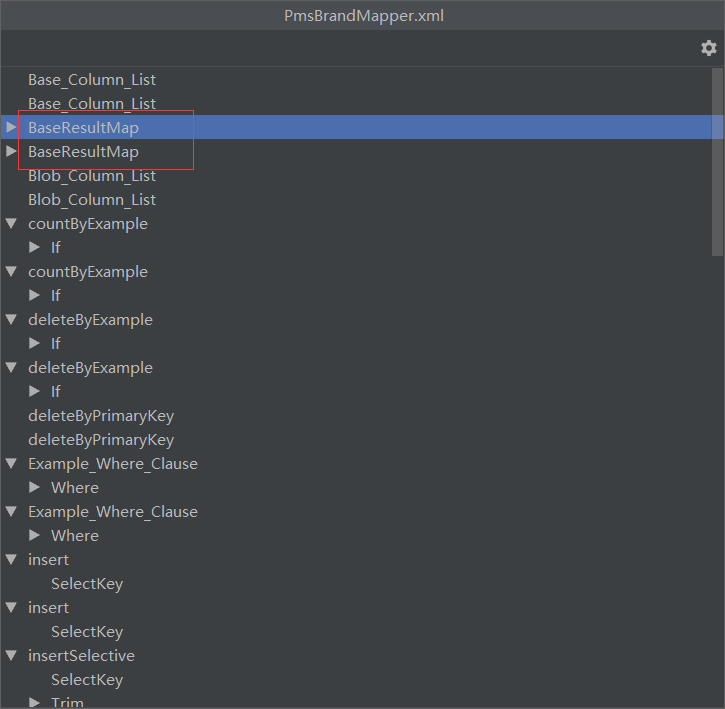 PmsBrandMapper.xml
Base_Column_List
Base_Column_List
BaseResultMap
BaseResultMap
Blob_Column_List
Blob_Column_List
countByExample
If
countByExample
If
deleteByExample
If
deleteByExample
If
deleteByPrimaryKey
deleteByPrimaryKey
Example_Where_Clause
Where
Example_Where_Clause
Where
insert
SelectKey
insert
SelectKey
insertSelective
SelectKey
Trim